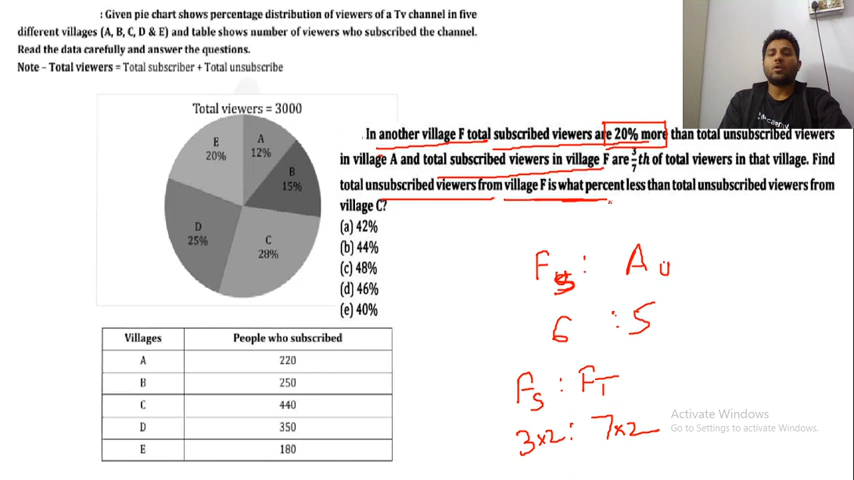 : Given pie chart shows percentage distribution of viewers of a Tv channel in five
different villages (A, B, C, D & E) and table shows number of viewers who subscribed the channel.
Read the data carefully and answer the questions.
Note – Total viewers = Total subscriber + Total unsubscribe
Total viewers = 3000
A
12%
B
15%
C
28%
D
25%
E
20%
In another village F total subscribed viewers are 20% more than total unsubscribed viewers
in village A and total subscribed viewers in village F are 3/7 th of total viewers in that village. Find
total unsubscribed viewers from village F is what percent less than total unsubscribed viewers from
village C?
(a) 42%
(b) 44%
(c) 48%
(d) 46%
(e) 40%
Villages People who subscribed
A 220
B 250
C 440
D 350
E 180
F S : A U
6 : 5
F S : F T
3×2 : 7×2
Activate Windows
Go to Settings to activate Windows.